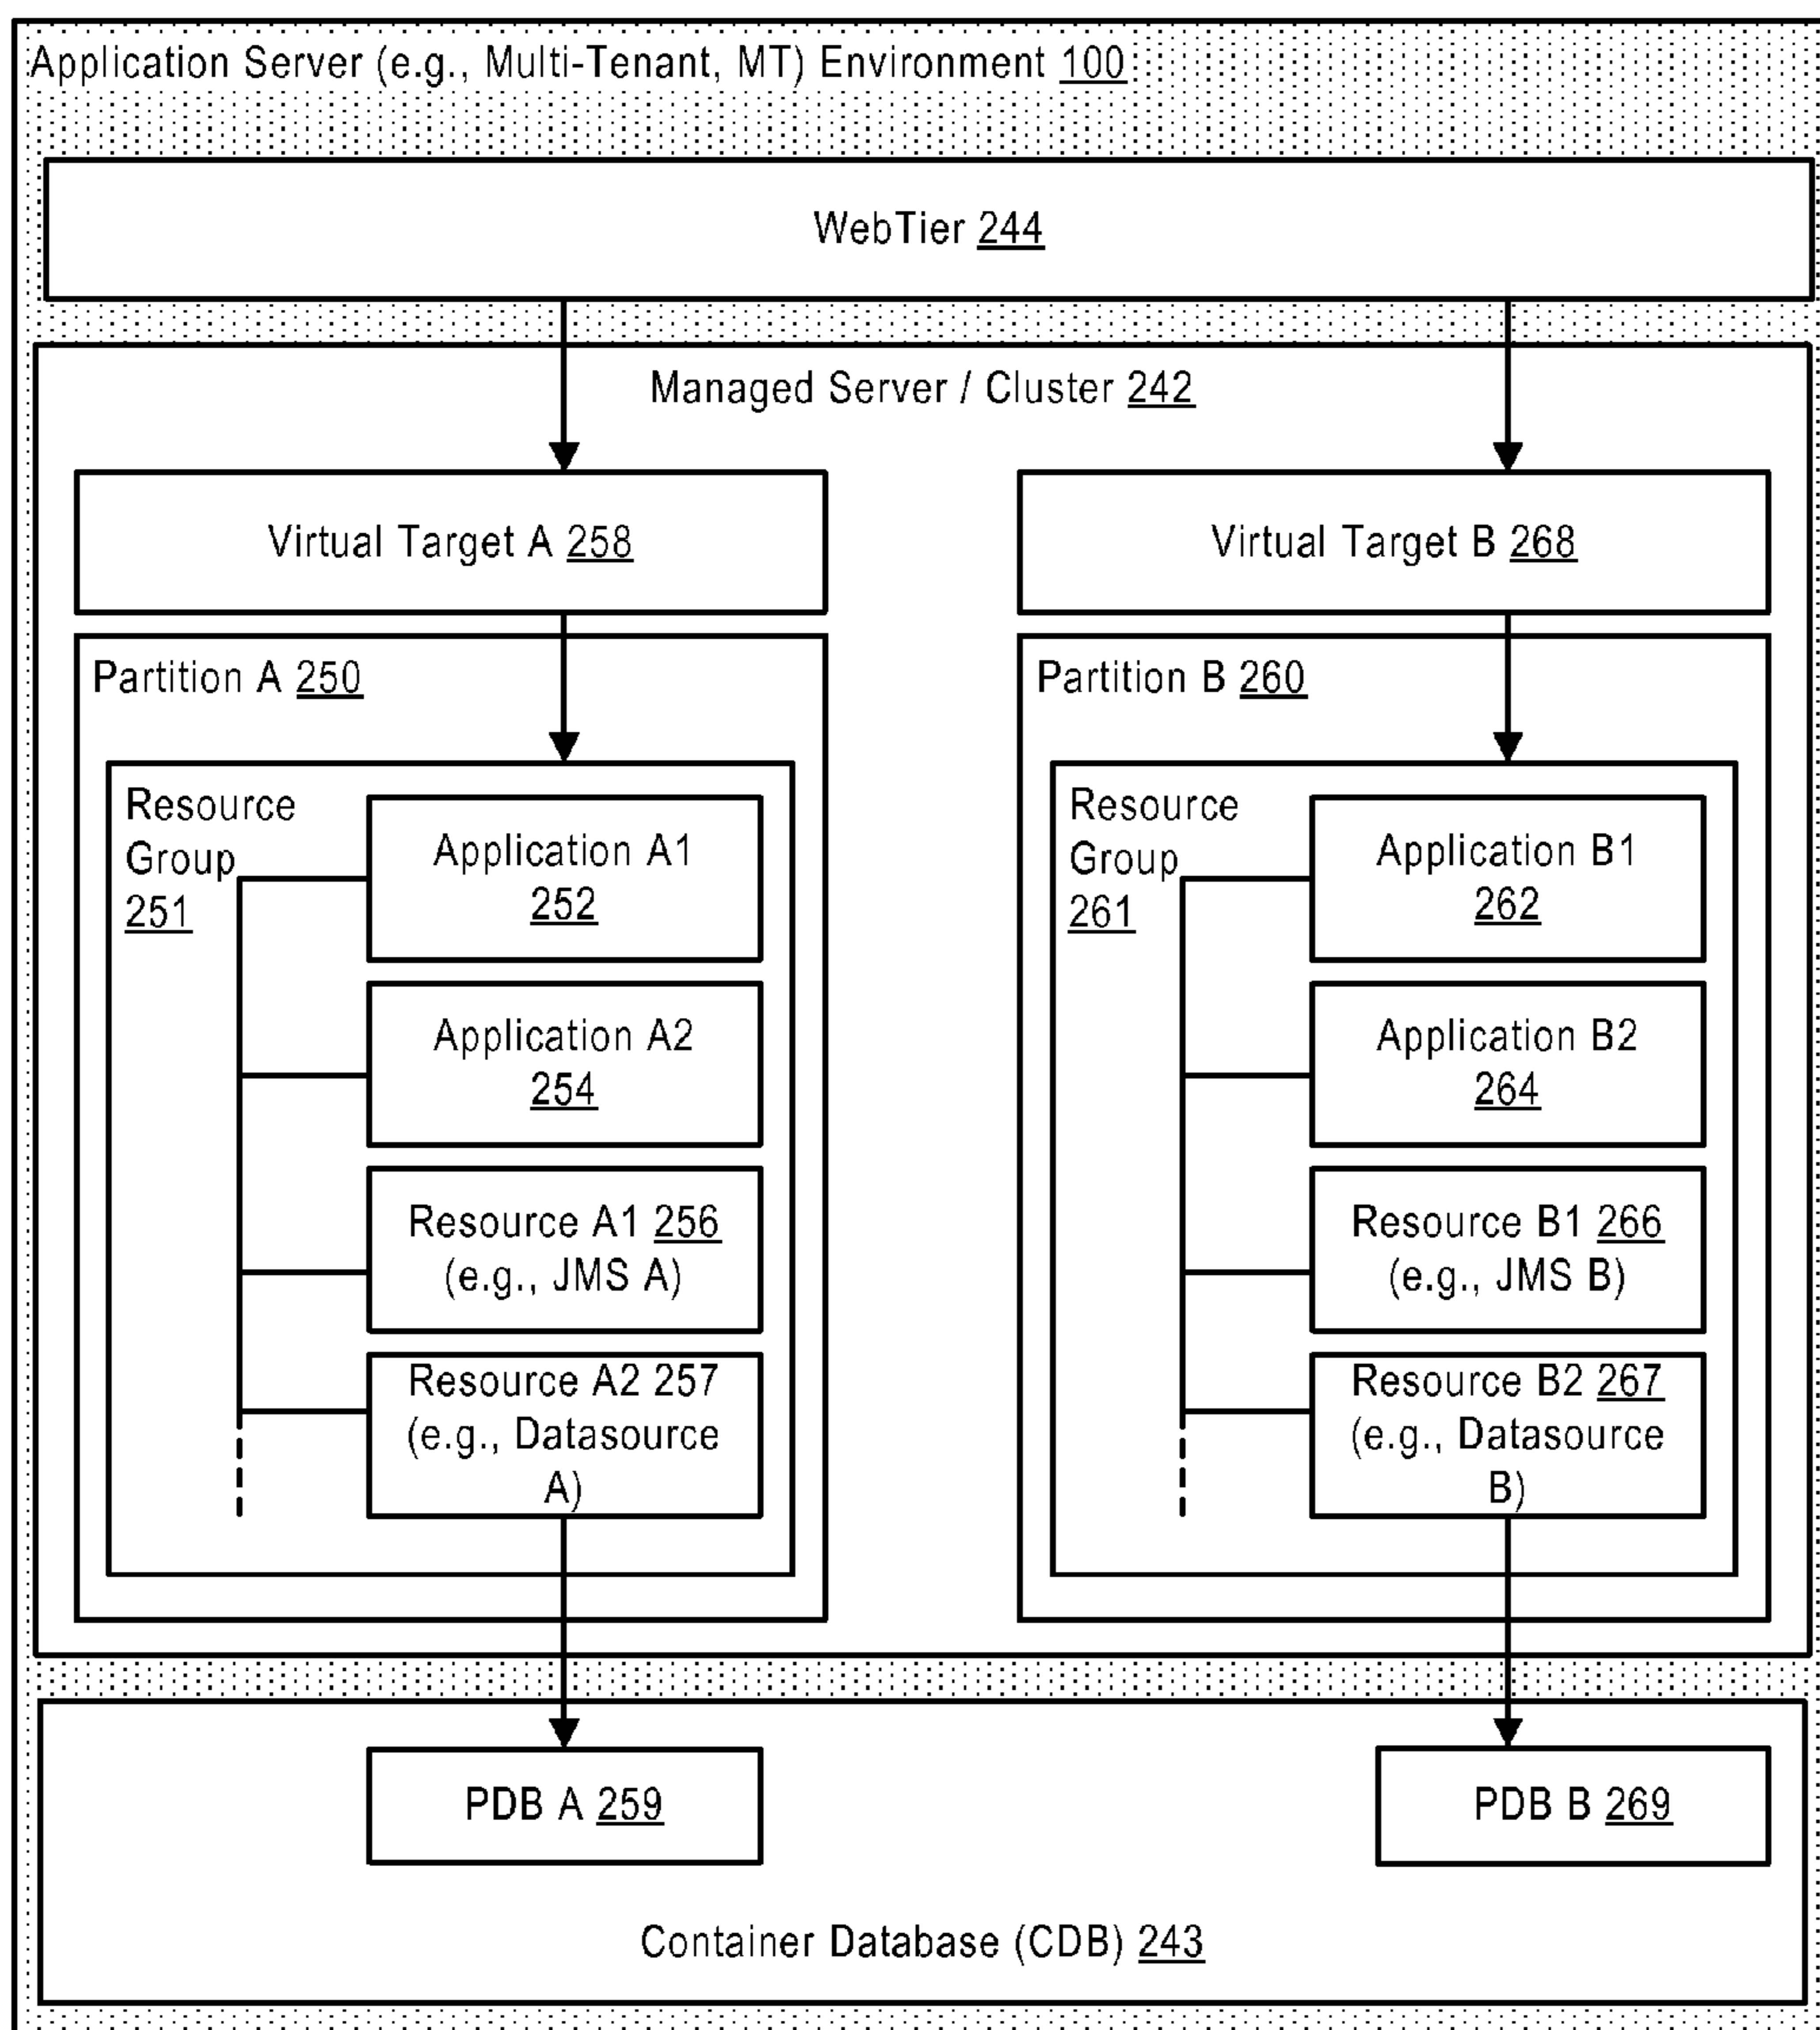 Application Server (e.g., Multi-Tenant, MT) Environment 100
WebTier 244
Managed Server / Cluster 242
Virtual Target A 258
Virtual Target B 268
Partition A 250
Resource
Group
251
Application A1
252
Application A2
254
Resource A1 256
(e.g., JMS A)
Resource A2 257
(e.g., Datasource
A)
Partition B 260
Resource
Group
261
Application B1
262
Application B2
264
Resource B1 266
(e.g., JMS B)
Resource B2 267
(e.g., Datasource
B)
PDB A 259
PDB B 269
Container Database (CDB) 243